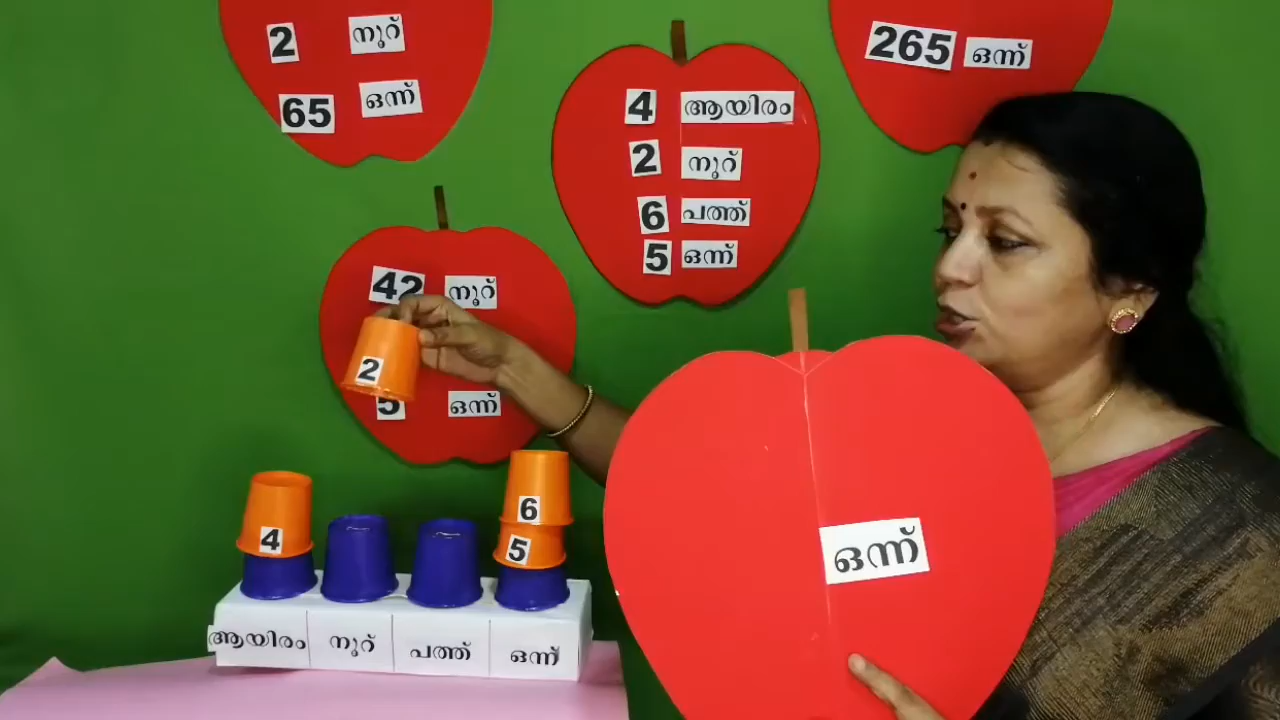 2 നൂറ്
65 ഒന്ന്
4 ആയിരം
2 നൂറ്
6 പത്ത്
5 ഒന്ന്
265 ഒന്ന്
42 നൂറ്
5 ഒന്ന്
2
4
6
5
ഒന്ന്
ആയിരം നൂറ് പത്ത് ഒന്ന്